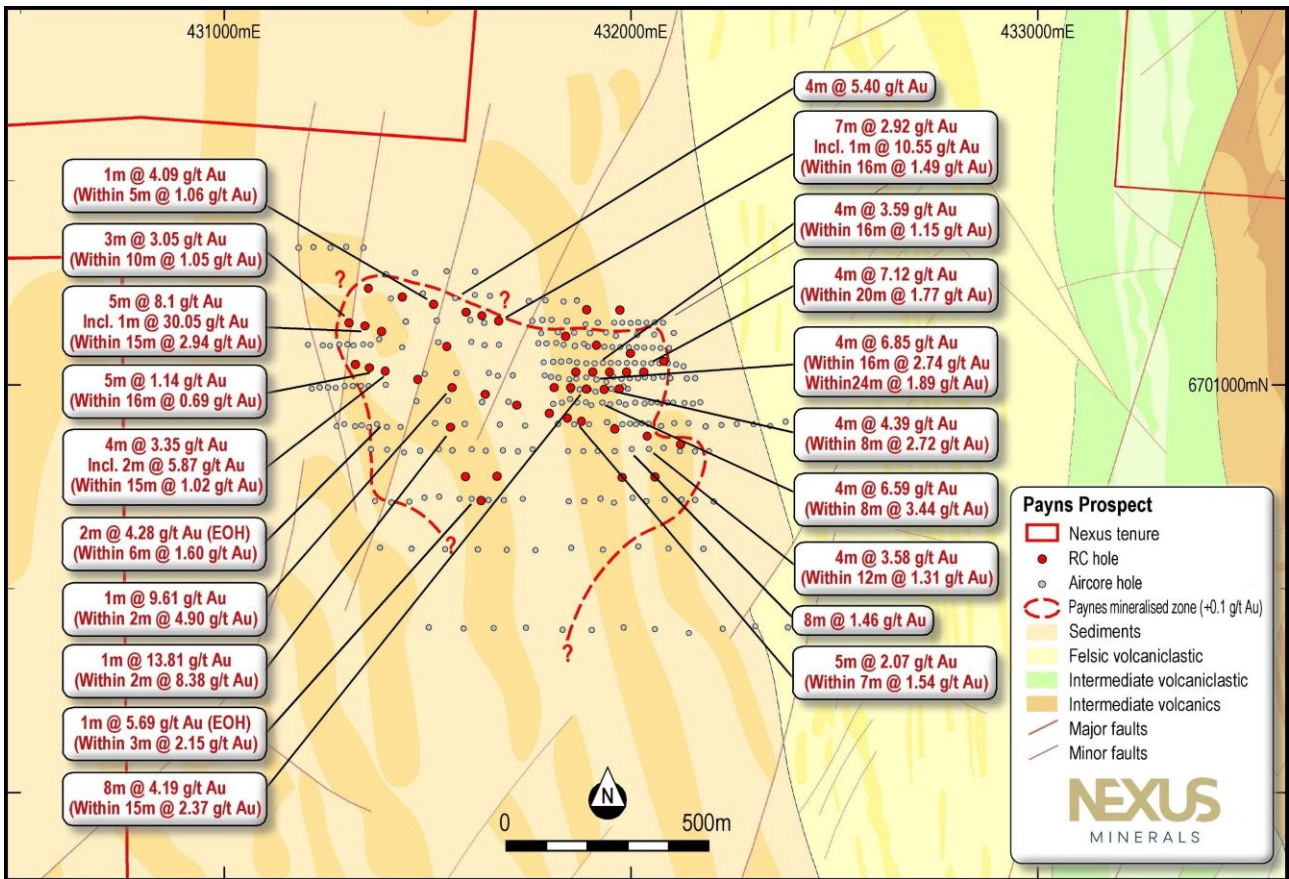 431000mE
432000mE
433000mE
6701000mN
1m @ 4.09 g/t Au
(Within 5m @ 1.06 g/t Au)
3m @ 3.05 g/t Au
(Within 10m @ 1.05 g/t Au)
5m @ 8.1 g/t Au
Incl. 1m @ 30.05 g/t Au
(Within 15m @ 2.94 g/t Au)
5m @ 1.14 g/t Au
(Within 16m @ 0.69 g/t Au)
4m @ 3.35 g/t Au
Incl. 2m @ 5.87 g/t Au
(Within 15m @ 1.02 g/t Au)
2m @ 4.28 g/t Au (EOH)
(Within 6m @ 1.60 g/t Au)
1m @ 9.61 g/t Au
(Within 2m @ 4.90 g/t Au)
1m @ 13.81 g/t Au
(Within 2m @ 8.38 g/t Au)
1m @ 5.69 g/t Au (EOH)
(Within 3m @ 2.15 g/t Au)
8m @ 4.19 g/t Au
(Within 15m @ 2.37 g/t Au)
?
?
?
?
4m @ 5.40 g/t Au
7m @ 2.92 g/t Au
Incl. 1m @ 10.55 g/t Au
(Within 16m @ 1.49 g/t Au)
4m @ 3.59 g/t Au
(Within 16m @ 1.15 g/t Au)
4m @ 7.12 g/t Au
(Within 20m @ 1.77 g/t Au)
4m @ 6.85 g/t Au
(Within 16m @ 2.74 g/t Au
Within24m @ 1.89 g/t Au)
4m @ 4.39 g/t Au
(Within 8m @ 2.72 g/t Au)
4m @ 6.59 g/t Au
(Within 8m @ 3.44 g/t Au)
4m @ 3.58 g/t Au
(Within 12m @ 1.31 g/t Au)
8m @ 1.46 g/t Au
5m @ 2.07 g/t Au
(Within 7m @ 1.54 g/t Au)
N
0 500m
Payns Prospect
Nexus tenure
RC hole
Aircore hole
Paynes mineralised zone (+0.1 g/t Au)
Sediments
Felsic volcaniclastic
Intermediate volcaniclastic
Intermediate volcanics
Major faults
Minor faults
NEXUS
MINERALS